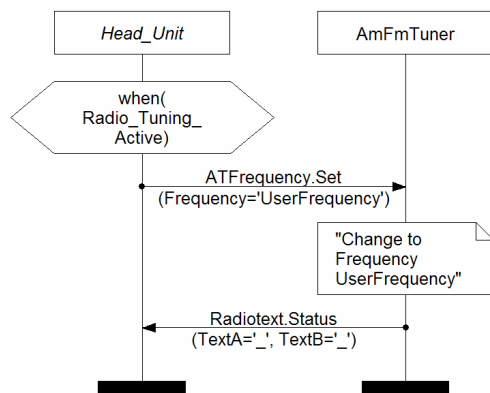 Head_Unit
AmFmTuner
when(
Radio_Tuning_
Active)
ATFrequency.Set
(Frequency='UserFrequency')
"Change to
Frequency
UserFrequency"
Radiotext.Status
(TextA='_', TextB='_')